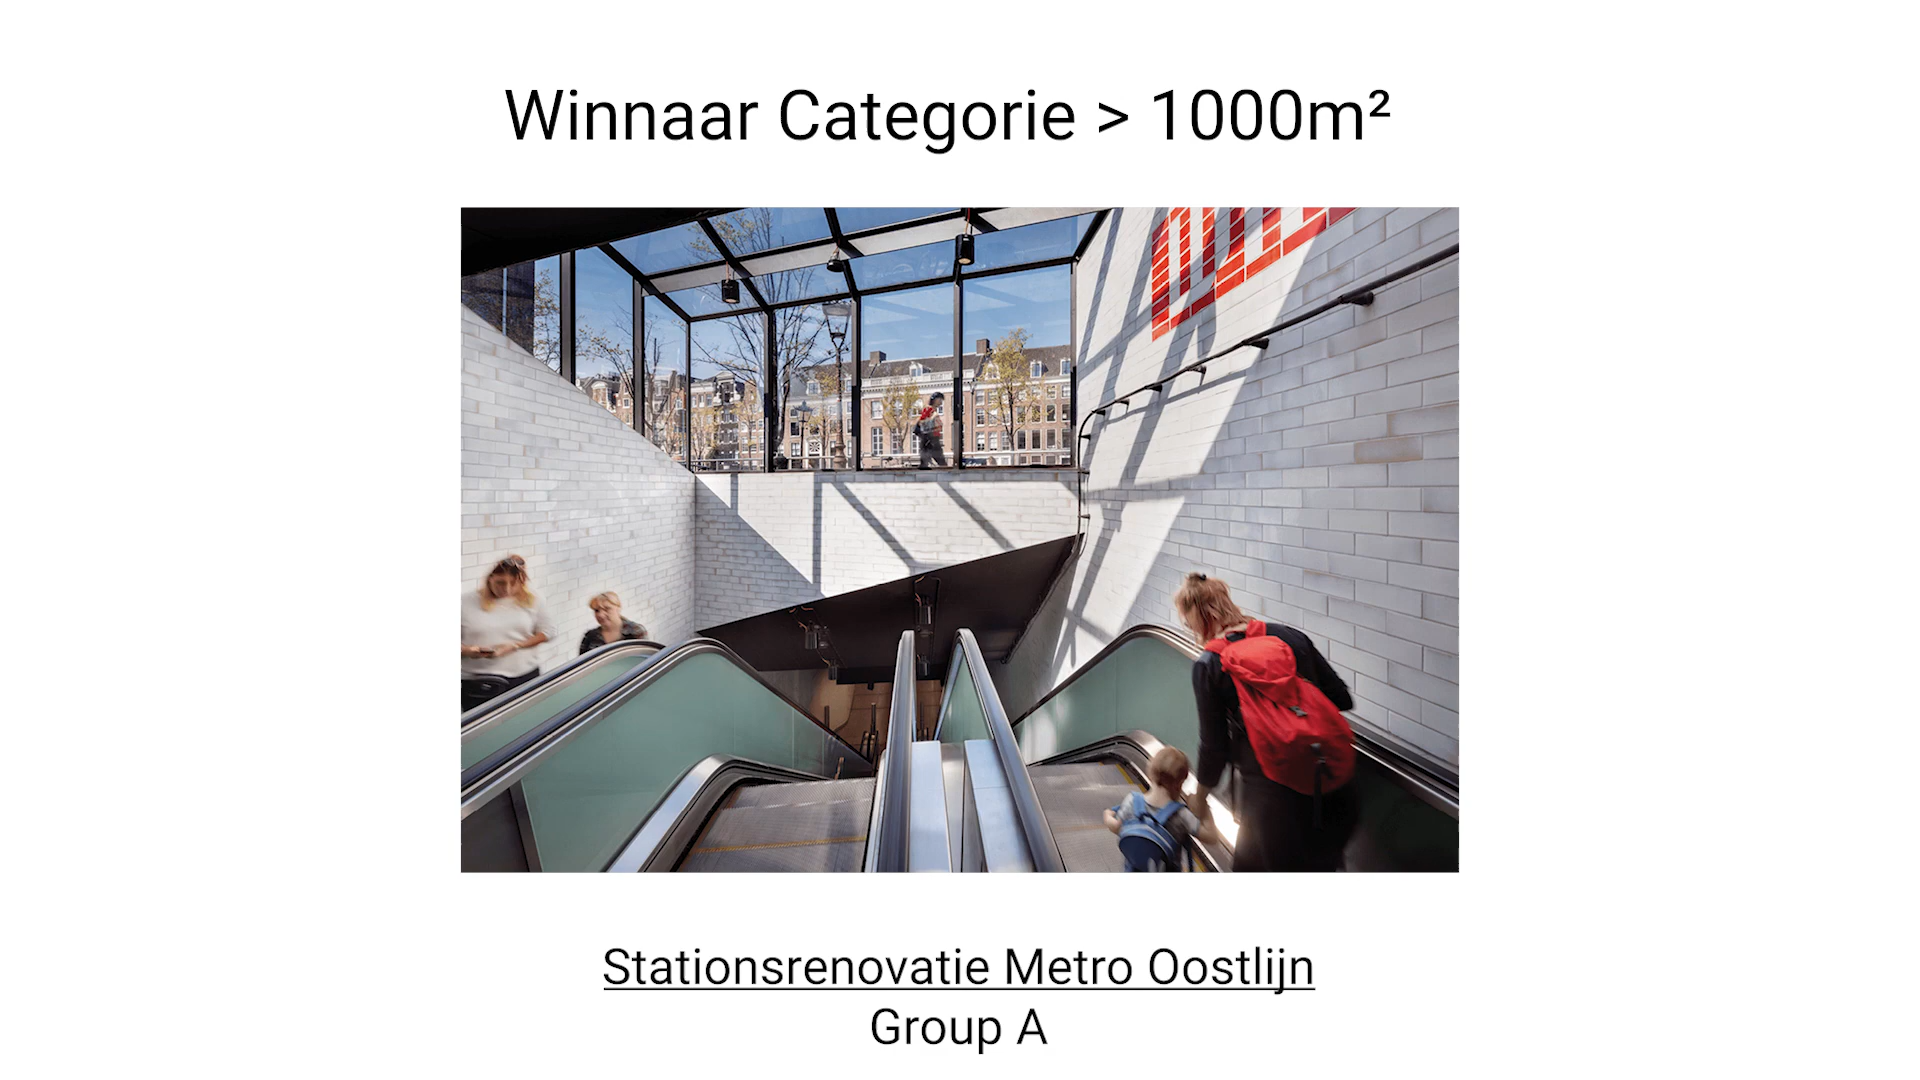 Winnaar Categorie > 1000m²
Stationsrenovatie Metro Oostlijn
Group A